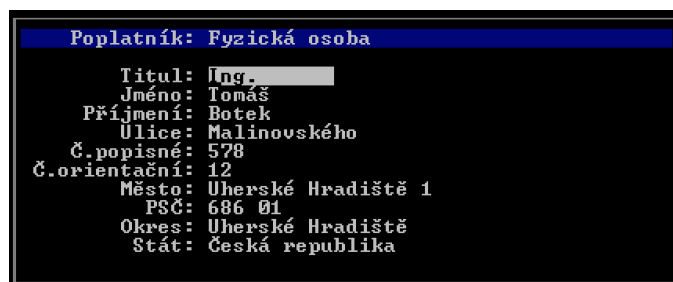 Poplatník: Fyzická osoba
Titul: Ing.
Jméno: Tomáš
Příjmení: Botek
Ulice: Malinovského
Č.popisné: 578
Č.orientační: 12
Město: Uherské Hradiště 1
PSČ: 686 01
Okres: Uherské Hradiště
Stát: Česká republika